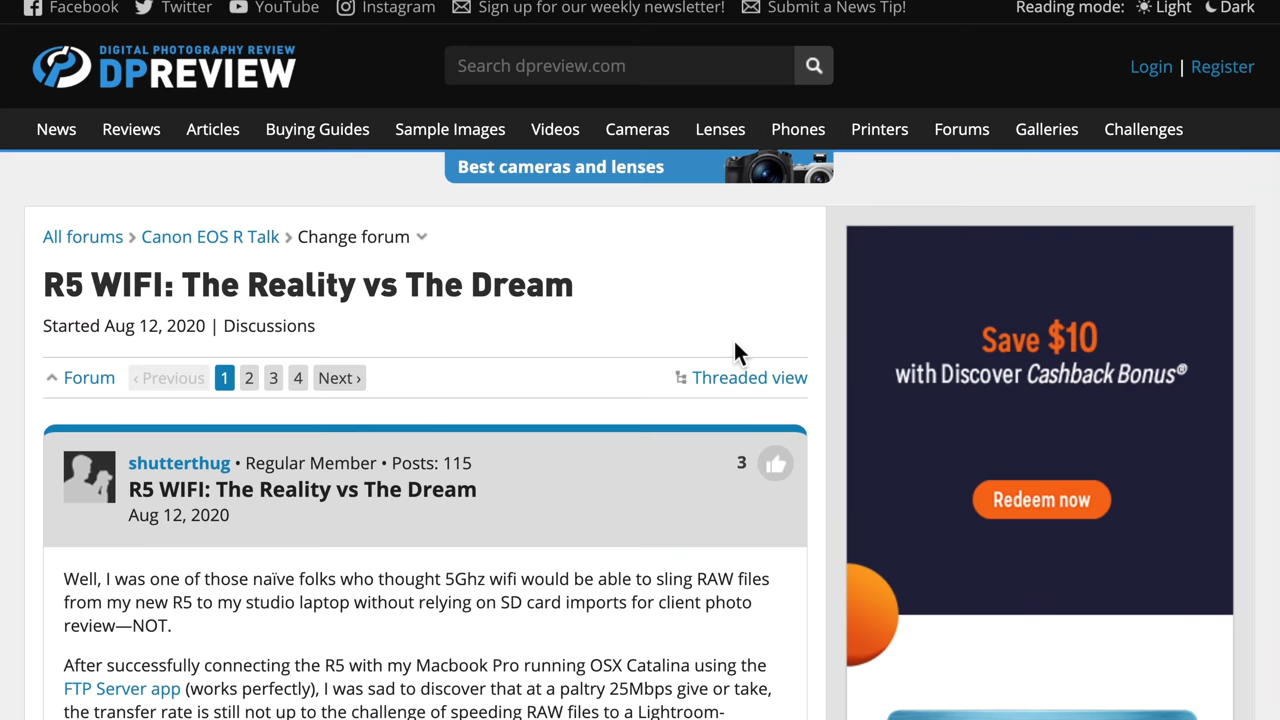 Facebook Twitter YouTube Instagram Sign up for our weekly newsletter! Submit a News Tip! Reading mode: Light Dark
DIGITAL PHOTOGRAPHY REVIEW
DPREVIEW
Search dpreview.com
Login | Register
News Reviews Articles Buying Guides Sample Images Videos Cameras Lenses Phones Printers Forums Galleries Challenges
Best cameras and lenses
All forums › Canon EOS R Talk › Change forum
R5 WIFI: The Reality vs The Dream
Started Aug 12, 2020 | Discussions
Forum ‹ Previous 1 2 3 4 Next › Threaded view
shutterthug • Regular Member • Posts: 115
3
R5 WIFI: The Reality vs The Dream
Aug 12, 2020
Well, I was one of those naïve folks who thought 5Ghz wifi would be able to sling RAW files
from my new R5 to my studio laptop without relying on SD card imports for client photo
review—NOT.
After successfully connecting the R5 with my Macbook Pro running OSX Catalina using the
FTP Server app (works perfectly), I was sad to discover that at a paltry 25Mbps give or take,
the transfer rate is still not up to the challenge of speeding RAW files to a Lightroom-
Save $10
with Discover Cashback Bonus®
Redeem now